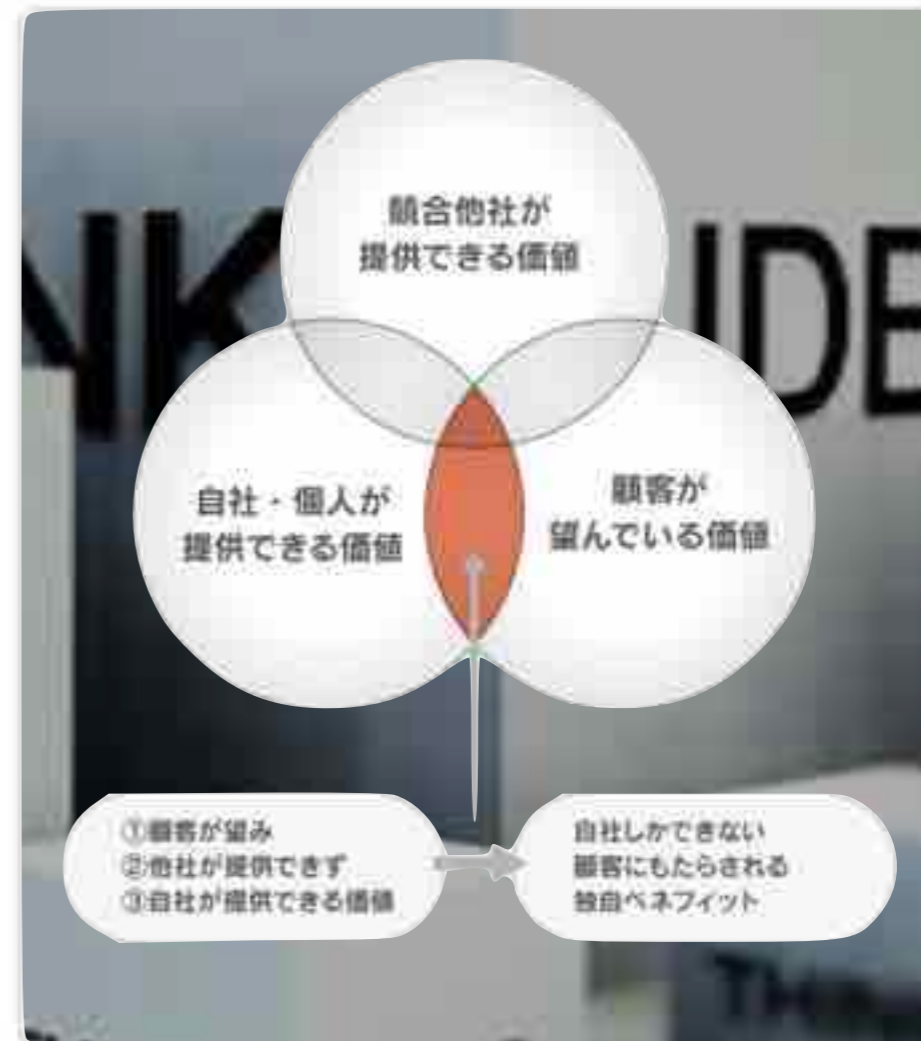 競合他社が
提供できる価値
自社・個人が
提供できる価値
顧客が
望んでいる価値
①顧客が望み
②他社が提供できず
③自社が提供できる価値
自社しかできない
顧客にもたらされる
独自ベネフィット
NK
IDE